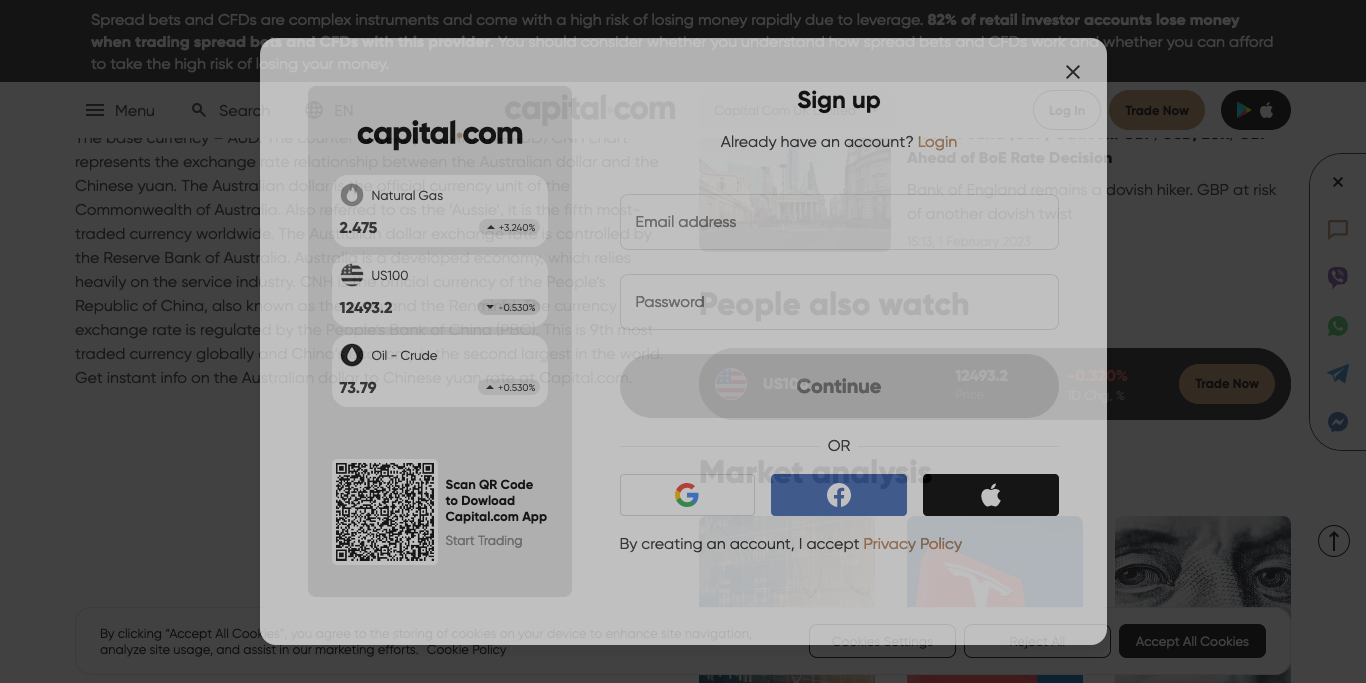 Spread bets and CFDs are complex instruments and come with a high risk of losing money rapidly due to leverage. 82% of retail investor accounts lose money
when trading spread bets and CFDs with this provider. You should consider whether you understand how spread bets and CFDs work and whether you can afford
to take the high risk of losing your money.
Menu
Search
EN
capital.com
Capital Com
Log In
Trade Now
Sign up
Already have an account? Login
capital.com
Natural Gas
2.475
+3.240%
US100
12493.2
-0.530%
Oil - Crude
73.79
+0.530%
Scan QR Code
to Dowload
Capital.com App
Start Trading
Email address
Password
Continue
OR
By creating an account, I accept Privacy Policy
represents the exchange rate relationship between the Australian dollar and the
Chinese yuan. The Australian dollar is the official currency unit of the
Commonwealth of Australia. Also referred to as the 'Aussie', it is the fifth most-
traded currency worldwide. The Australian dollar exchange rate is controlled by
the Reserve Bank of Australia. Australia is a developed economy, which relies
heavily on the service industry. CNH is the official currency of the People's
Republic of China, also known as the and the currency
exchange rate is regulated by the People's Bank of China (PBC). This is 9th most
traded currency globally and China the second largest in the world.
Get instant info on the Australian dollar to Chinese yuan rate at Capital.com.
Ahead of BoE Rate Decision
Bank of England remains a dovish hiker. GBP at risk
of another dovish twist
15:13, 1 February 2023
People also watch
US100
12493.2
Price
-0.320%
1D Chg, %
Trade Now
Market analysis
By clicking "Accept All Cookies", you agree to the storing of cookies on your device to enhance site navigation,
analyze site usage, and assist in our marketing efforts. Cookie Policy
Cookies Settings
Reject All
Accept All Cookies